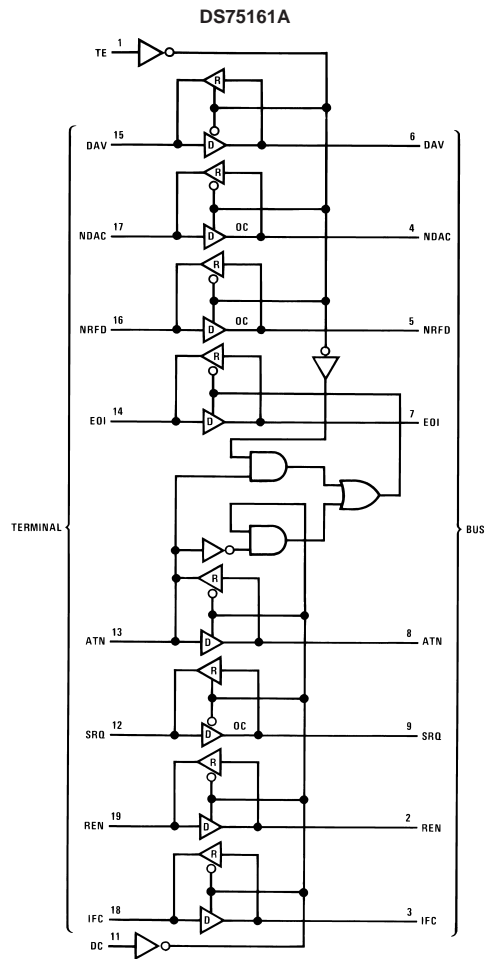 DS75161A
TE 1
R
DAV 15 D 6 DAV
R
NDAC 17 D OC 4 NDAC
R
NRFD 16 D OC 5 NRFD
R
EOI 14 D 7 EOI
TERMINAL BUS
R
ATN 13 D 8 ATN
R
SRQ 12 D OC 9 SRQ
R
REN 19 D 2 REN
R
IFC 18 D 3 IFC
DC 11